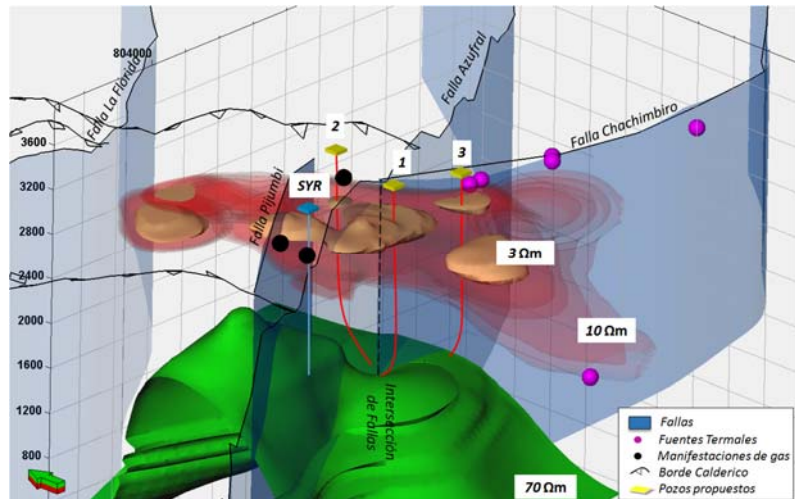 804000
3600
3200
2800
2400
2000
1600
1200
800
Falla La Florida
Falla Pijumbi
Falla Azufral
Falla Chachimbiro
2
SYR
1
3
3 Ωm
10 Ωm
Intersección
de Fallas
70 Ωm
Fallas
Fuentes Termales
Manifestaciones de gas
Borde Calderico
Pozos propuestos